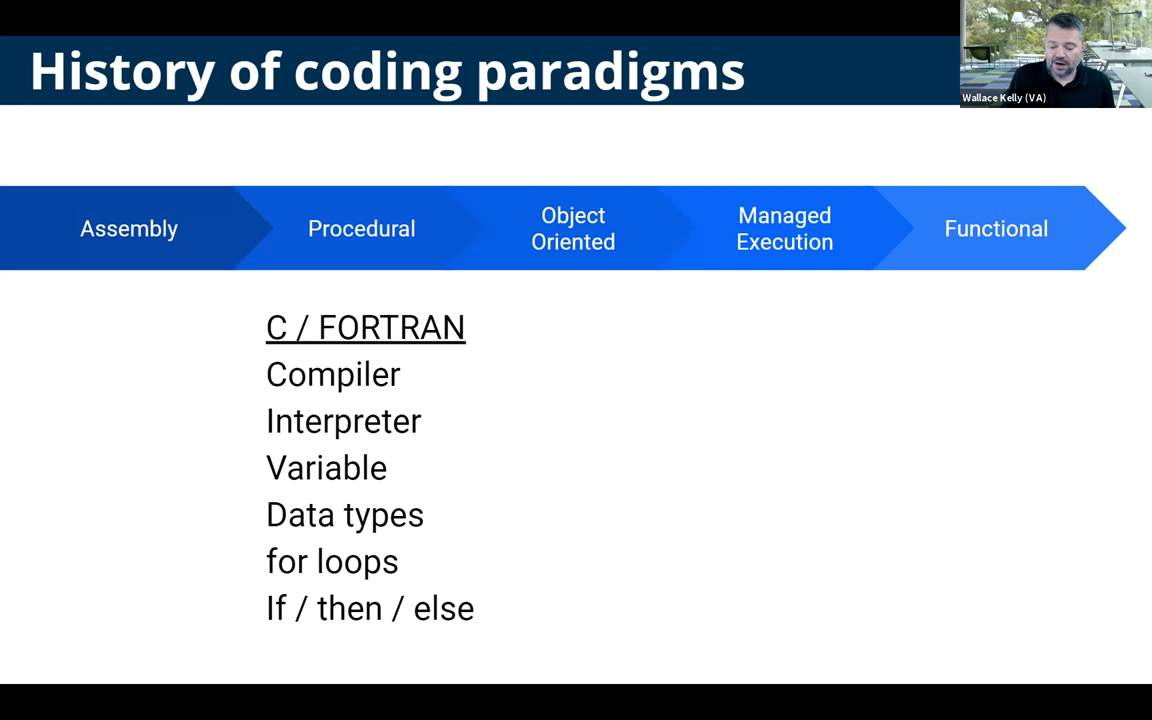 History of coding paradigms
Wallace Kelly (VA)
Assembly
Procedural
Object
Oriented
Managed
Execution
Functional
C / FORTRAN
Compiler
Interpreter
Variable
Data types
for loops
If / then / else